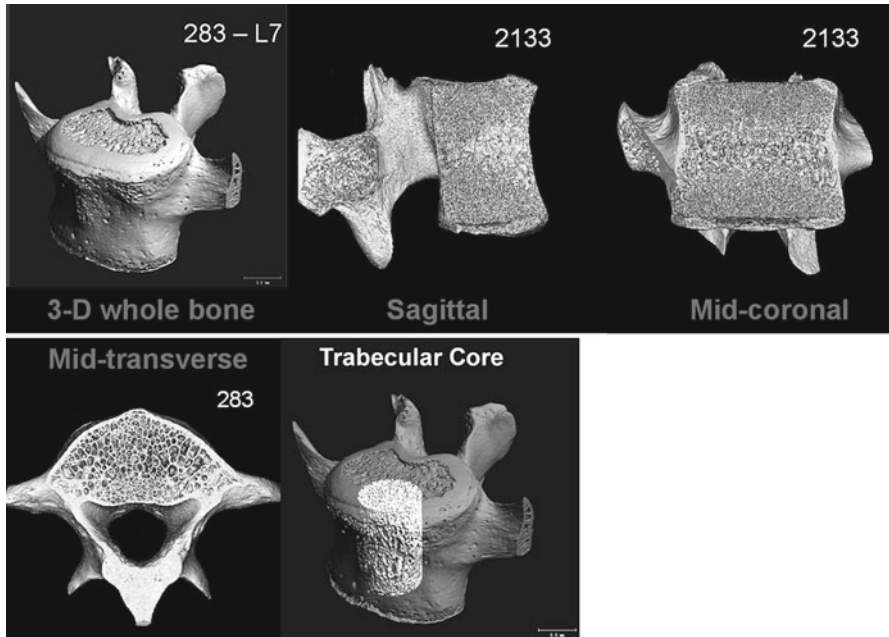 283 – L7
2133
2133
3-D whole bone
Sagittal
Mid-coronal
Mid-transverse
283
Trabecular Core